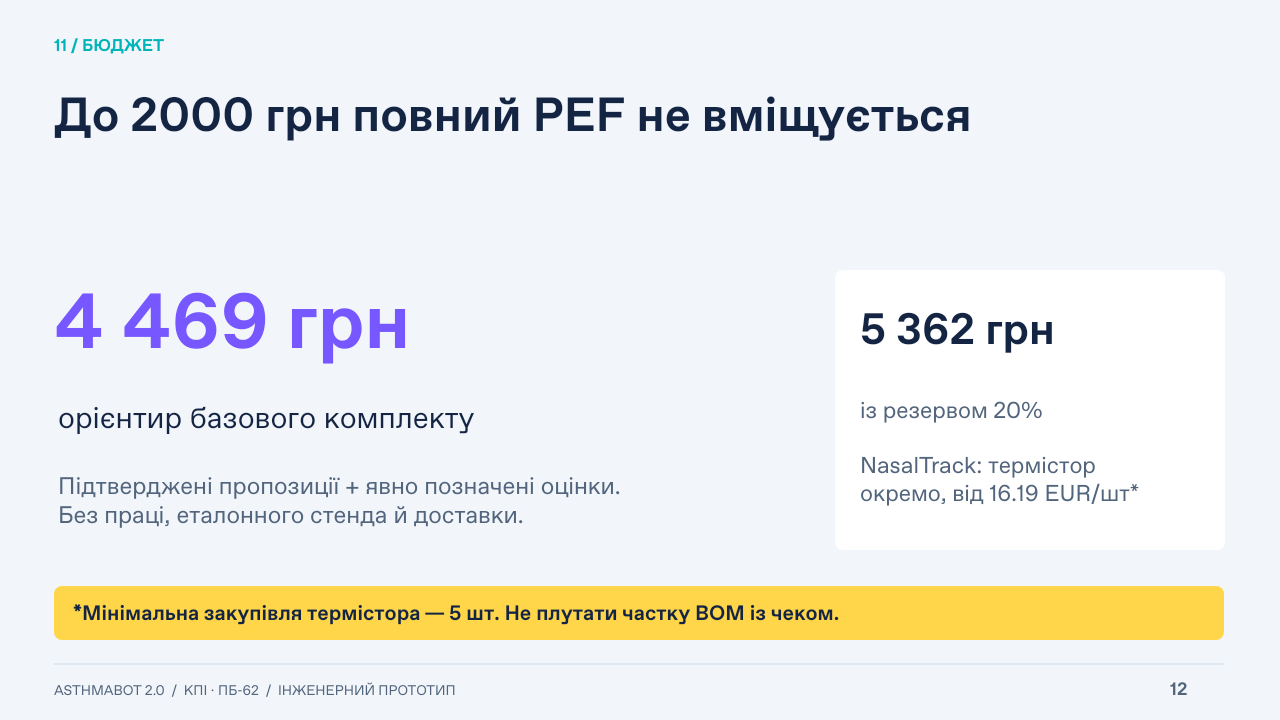 11 / БЮДЖЕТ
До 2000 грн повний PEF не вміщується
4 469 грн
орієнтир базового комплекту
Підтверджені пропозиції + явно позначені оцінки.
Без праці, еталонного стенда й доставки.
5 362 грн
із резервом 20%
NasalTrack: термістор
окремо, від 16.19 EUR/шт*
*Мінімальна закупівля термістора — 5 шт. Не плутати частку BOM із чеком.
ASTHMABOT 2.0 / КПІ · ПБ-62 / ІНЖЕНЕРНИЙ ПРОТОТИП
12